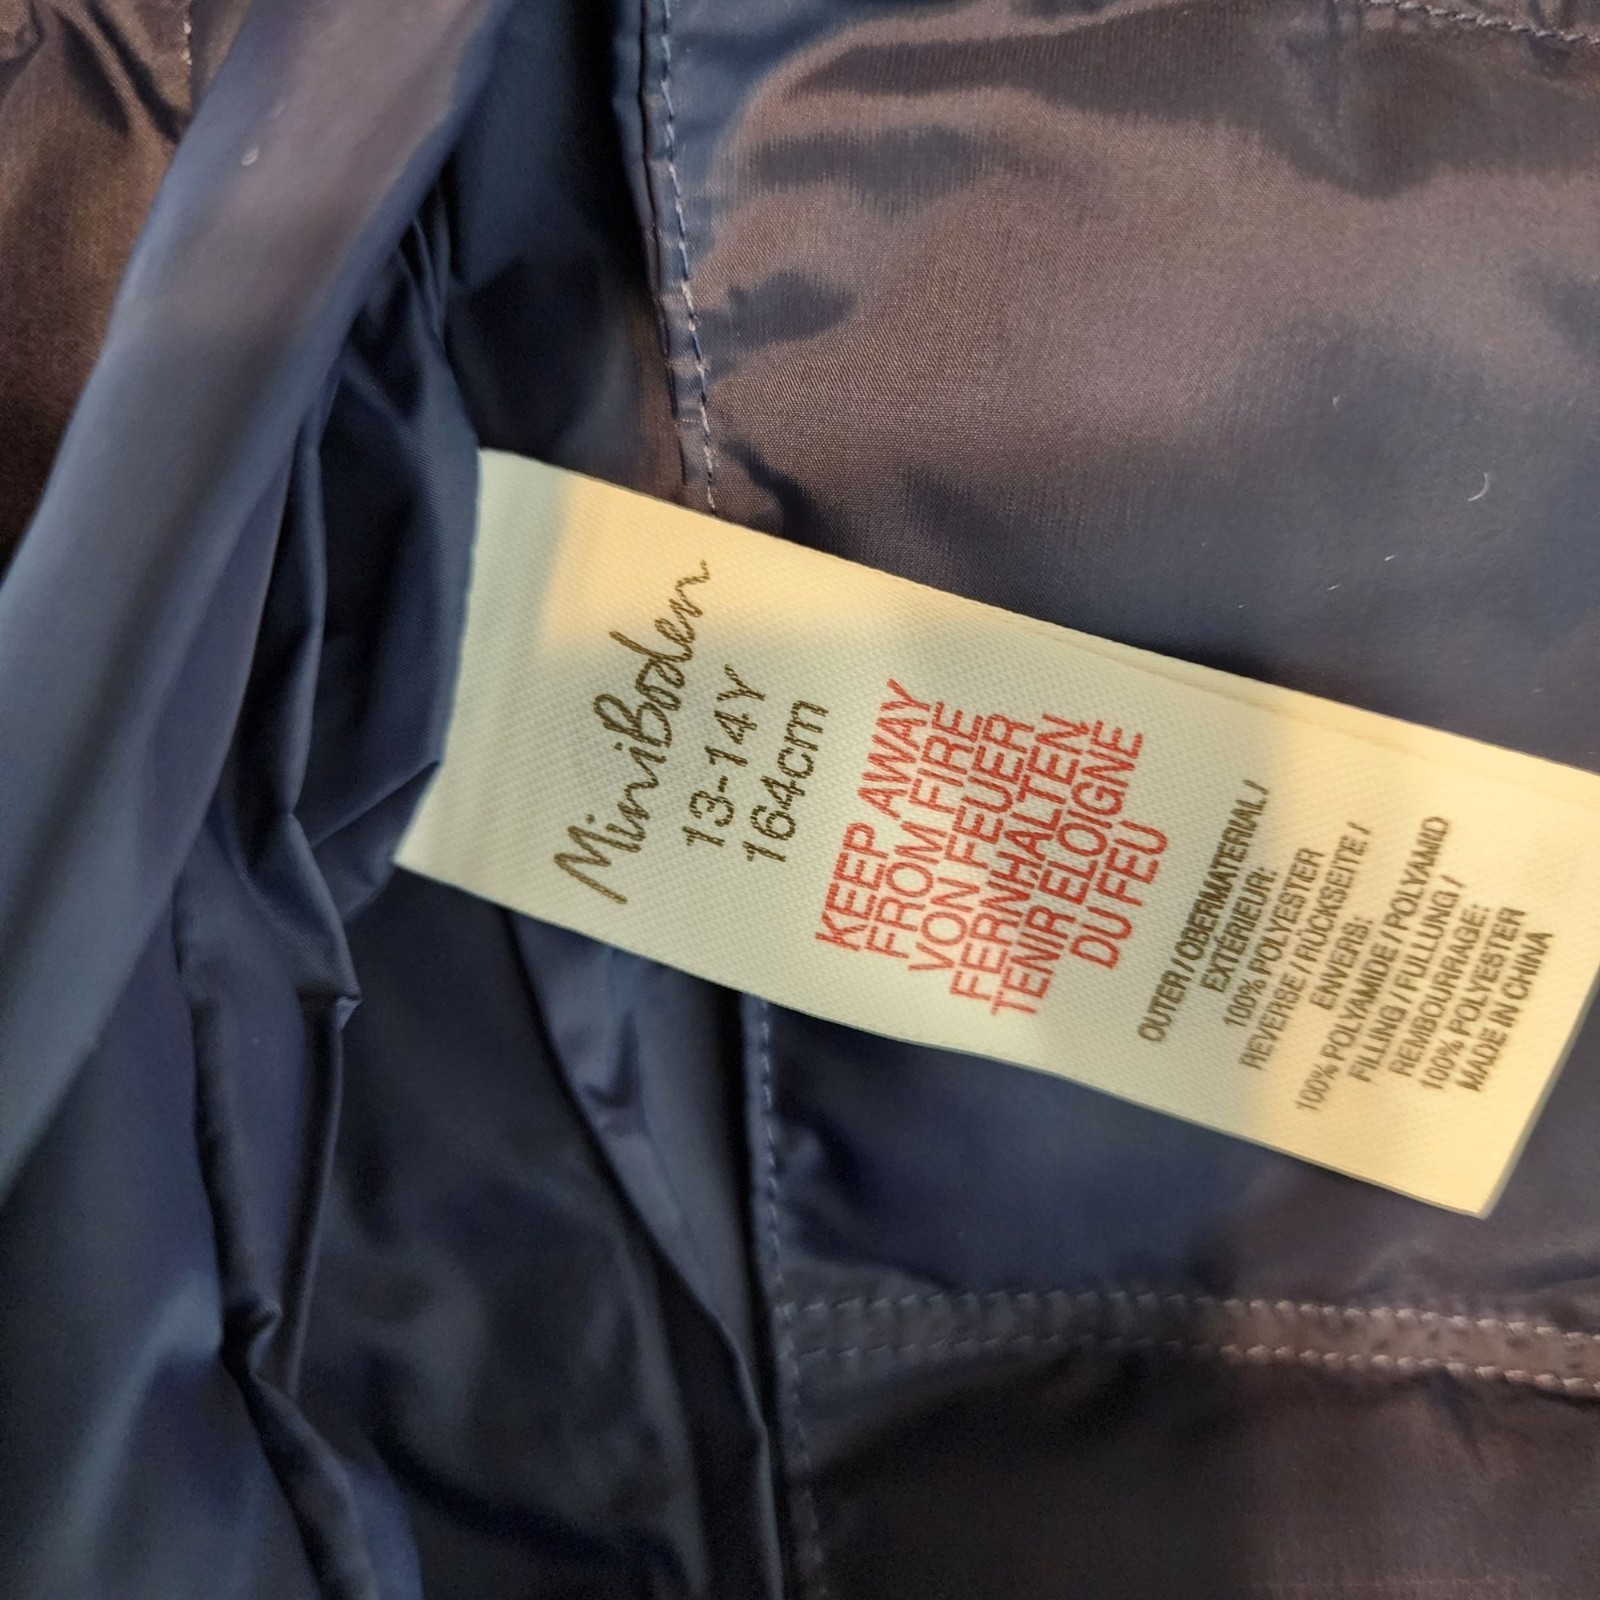 MiniBoden
13-14Y
164cm
KEEP AWAY
FROM FIRE
VON FEUER
FERNHALTEN
TENIR ELOIGNE
DU FEU
OUTER / OBERMATERIAL /
EXTÉRIEUR:
100% POLYESTER
REVERSE / RÜCKSEITE /
ENVERS:
100% POLYAMIDE / POLYAMID
FILLING / FÜLLUNG /
REMBOURRAGE:
100% POLYESTER
MADE IN CHINA